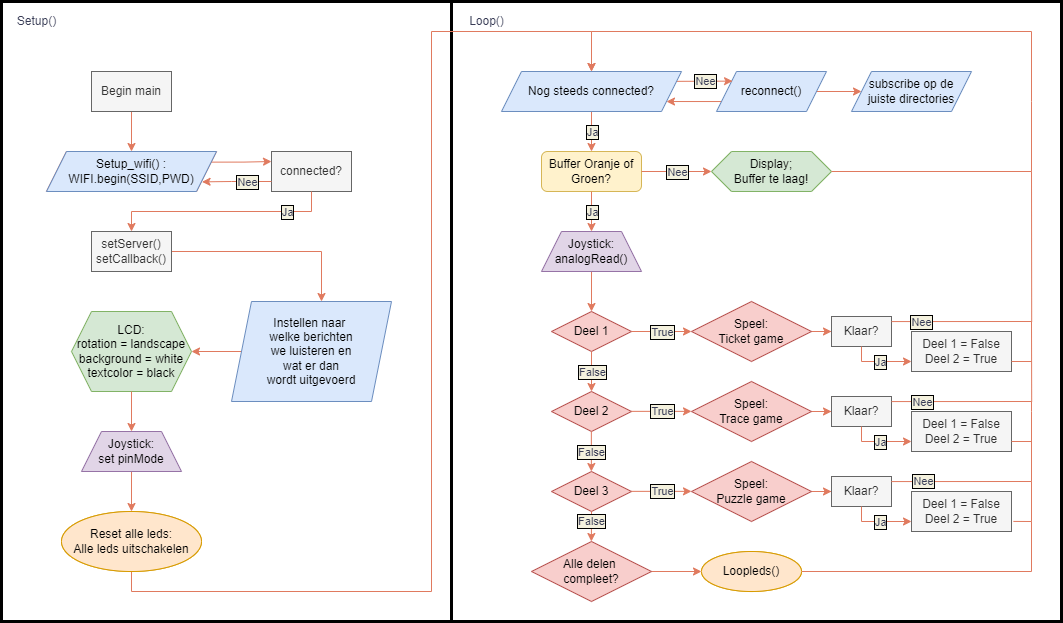 Setup()
Begin main
Setup_wifi() :
WIFI.begin(SSID,PWD)
connected?
Nee
Ja
setServer()
setCallback()
Instellen naar
welke berichten
we luisteren en
wat er dan
wordt uitgevoerd
LCD:
rotation = landscape
background = white
textcolor = black
Joystick:
set pinMode
Reset alle leds:
Alle leds uitschakelen
Loop()
Nog steeds connected?
Nee
reconnect()
subscribe op de
juiste directories
Ja
Buffer Oranje of
Groen?
Nee
Display;
Buffer te laag!
Ja
Joystick:
analogRead()
Deel 1
True
Speel:
Ticket game
Klaar?
Nee
Ja
Deel 1 = False
Deel 2 = True
False
Deel 2
True
Speel:
Trace game
Klaar?
Nee
Ja
Deel 1 = False
Deel 2 = True
False
Deel 3
True
Speel:
Puzzle game
Klaar?
Nee
Ja
Deel 1 = False
Deel 2 = True
False
Alle delen
compleet?
Loopleds()